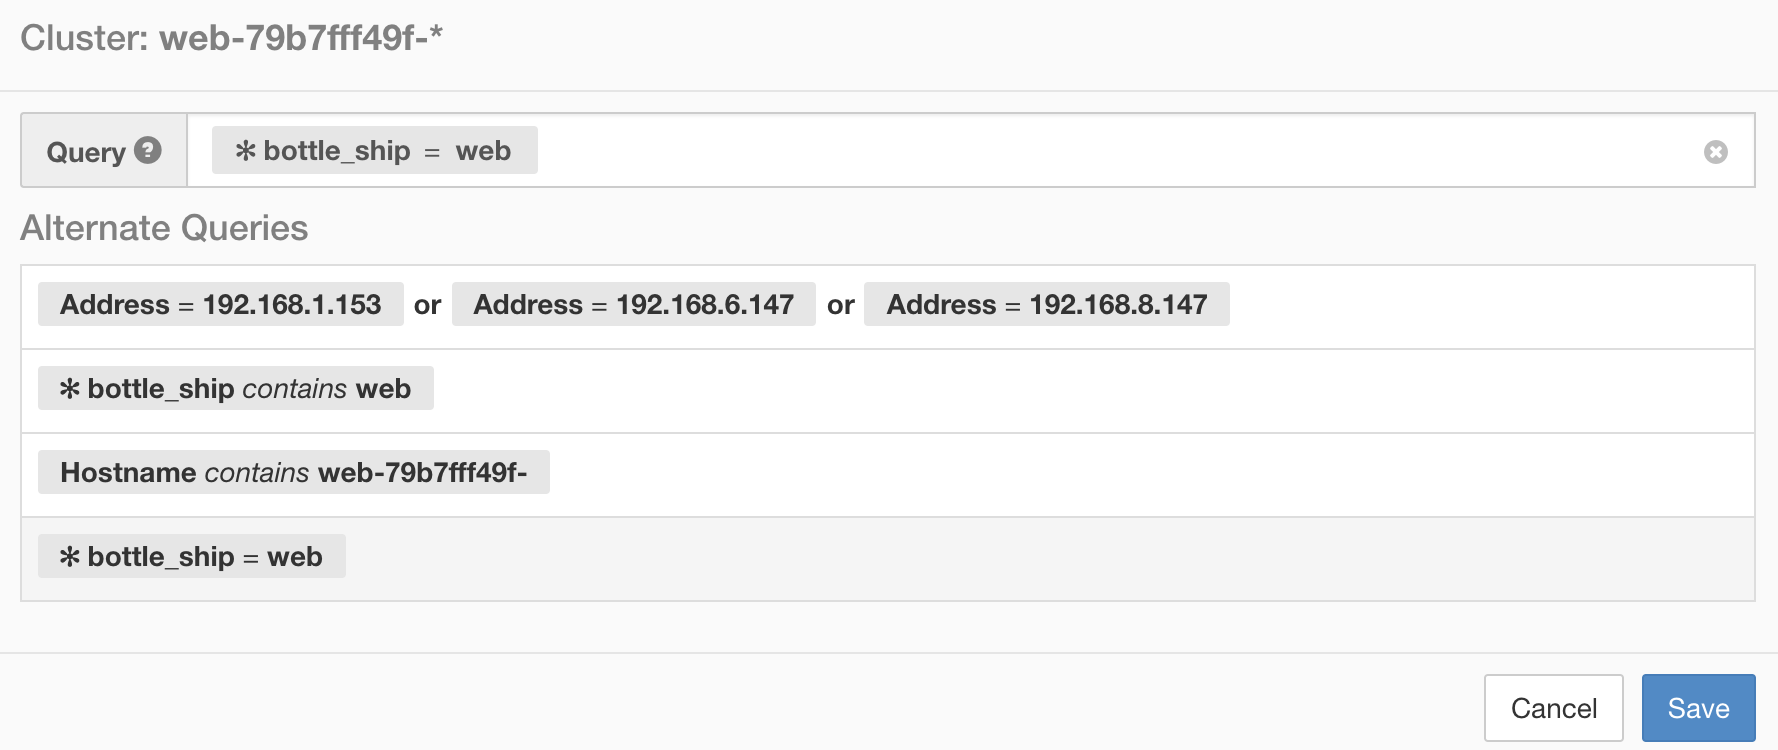 Cluster: web-79b7fff49f-*
Query ? ✻ bottle_ship = web
Alternate Queries
Address = 192.168.1.153 or Address = 192.168.6.147 or Address = 192.168.8.147
✻ bottle_ship contains web
Hostname contains web-79b7fff49f-
✻ bottle_ship = web
Cancel Save